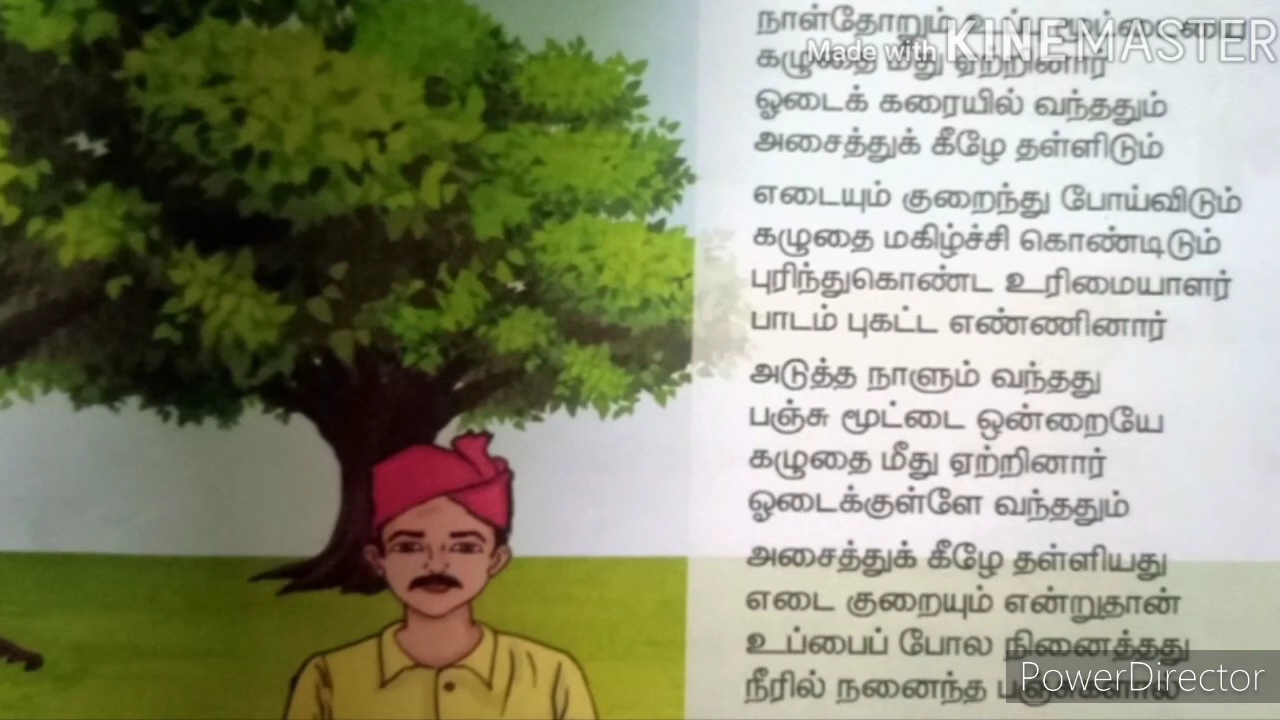 நாள்தோறும்
Made with KINEMASTER
கழுதை மீது ஏற்றினார்
ஓடைக் கரையில் வந்ததும்
அசைத்துக் கீழே தள்ளிடும்
எடையும் குறைந்து போய்விடும்
கழுதை மகிழ்ச்சி கொண்டிடும்
புரிந்துகொண்ட உரிமையாளர்
பாடம் புகட்ட எண்ணினார்
அடுத்த நாளும் வந்தது
பஞ்சு மூட்டை ஒன்றையே
கழுதை மீது ஏற்றினார்
ஓடைக்குள்ளே வந்ததும்
அசைத்துக் கீழே தள்ளியது
எடை குறையும் என்றுதான்
உப்பைப் போல நினைத்தது
நீரில் நனைந்த
PowerDirector